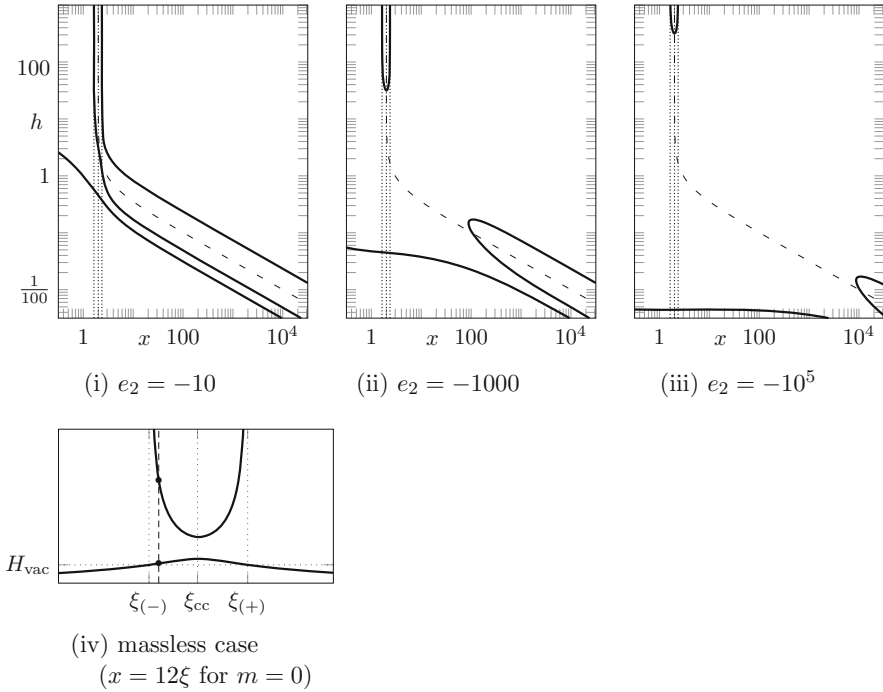 100
h
1
1/100
1 x 100 10^4
1 x 100 10^4
1 x 100 10^4
(i) e_2 = −10
(ii) e_2 = −1000
(iii) e_2 = −10^5
H_vac
ξ_(−) ξ_cc ξ_(+)
(iv) massless case
(x = 12ξ for m = 0)